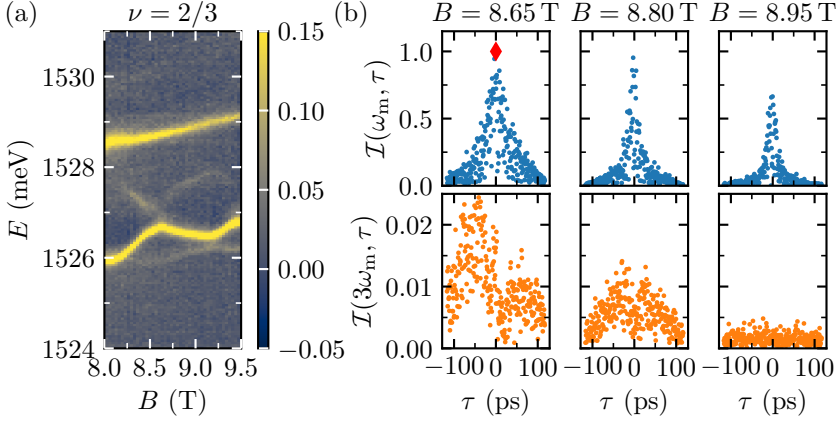 (a)
ν = 2/3
E (meV)
1530
1528
1526
1524
8.0 8.5 9.0 9.5
B (T)
0.15
0.10
0.05
0.00
−0.05
(b)
B = 8.65 T B = 8.80 T B = 8.95 T
ℐ(ω_m, τ)
1.0
0.5
0.0
ℐ(3ω_m, τ)
0.02
0.01
0.00
−100 0 100 −100 0 100 −100 0 100
τ (ps) τ (ps) τ (ps)